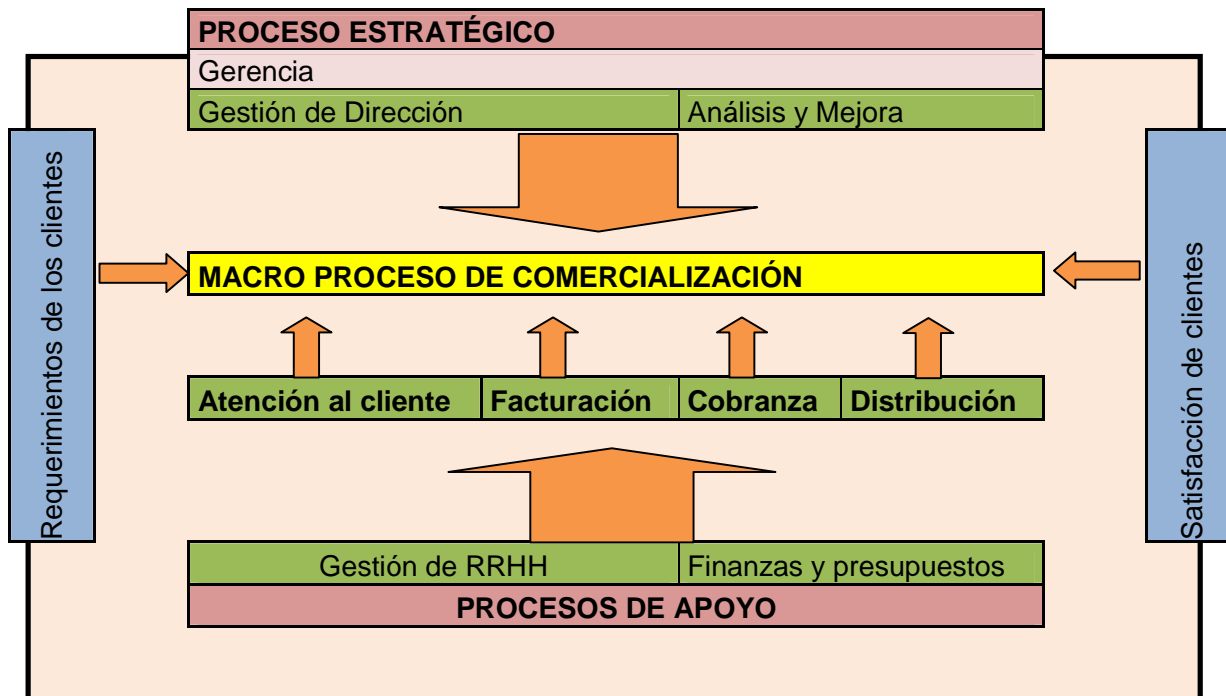 PROCESO ESTRATÉGICO
Gerencia
Gestión de Dirección
Análisis y Mejora
Requerimientos de los clientes
MACRO PROCESO DE COMERCIALIZACIÓN
Satisfacción de clientes
Atención al cliente
Facturación
Cobranza
Distribución
Gestión de RRHH
Finanzas y presupuestos
PROCESOS DE APOYO